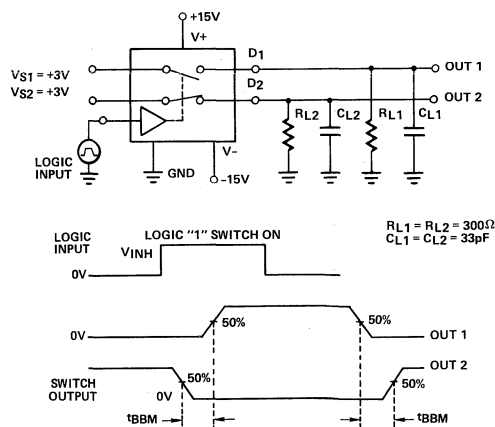 +15V
V+
D1
OUT 1
VS1 = +3V
VS2 = +3V
D2
OUT 2
RL2
CL2
RL1
CL1
LOGIC
INPUT
GND
V–
-15V
RL1 = RL2 = 300Ω
CL1 = CL2 = 33pF
LOGIC "1" SWITCH ON
LOGIC
INPUT
VINH
0V
50%
50%
0V
OUT 1
OUT 2
50%
50%
SWITCH
OUTPUT
0V
tBBM
tBBM